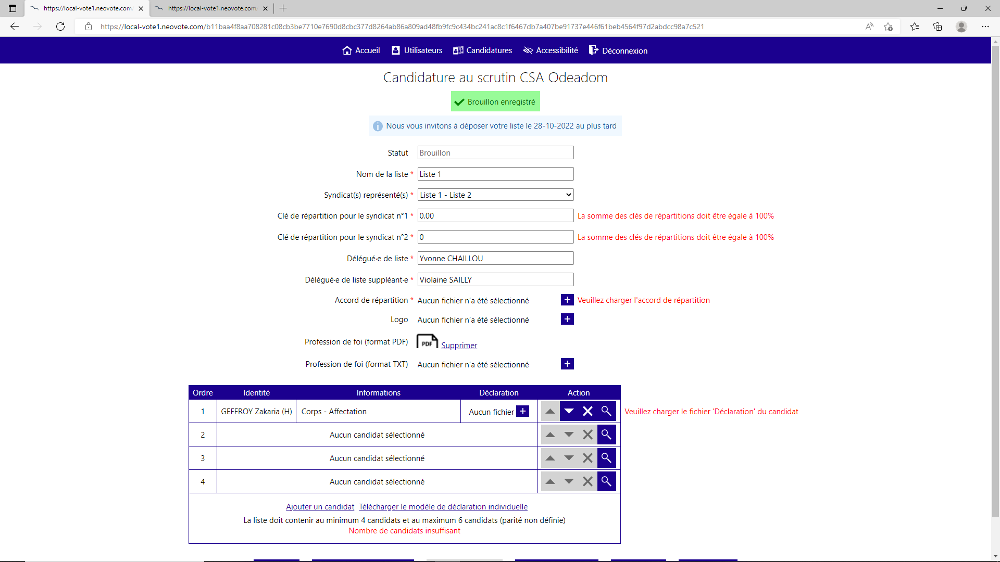 https://local-vote1.neovote.com
https://local-vote1.neovote.com
https://local-vote1.neovote.com/b11baa4f8aa708281c08cb3be7710e7690d8cbc377d8264ab86a809ad48fb9fc9c434bc241ac8c1f6467db7a407be91737e446f61beb4564f97d2abdcc98a7c521
Accueil Utilisateurs Candidatures Accessibilité Déconnexion
Candidature au scrutin CSA Odeadom
Brouillon enregistré
Nous vous invitons à déposer votre liste le 28-10-2022 au plus tard
Statut Brouillon
Nom de la liste * Liste 1
Syndicat(s) représenté(s) * Liste 1 - Liste 2
Clé de répartition pour le syndicat n°1 * 0.00 La somme des clés de répartitions doit être égale à 100%
Clé de répartition pour le syndicat n°2 * 0 La somme des clés de répartitions doit être égale à 100%
Délégué·e de liste * Yvonne CHAILLOU
Délégué·e de liste suppléant·e * Violaine SAILLY
Accord de répartition * Aucun fichier n'a été sélectionné + Veuillez charger l'accord de répartition
Logo Aucun fichier n'a été sélectionné +
Profession de foi (format PDF) PDF Supprimer
Profession de foi (format TXT) Aucun fichier n'a été sélectionné +
Ordre Identité Informations Déclaration Action
1 GEFFROY Zakaria (H) Corps - Affectation Aucun fichier + Veuillez charger le fichier 'Déclaration' du candidat
2 Aucun candidat sélectionné
3 Aucun candidat sélectionné
4 Aucun candidat sélectionné
Ajouter un candidat Télécharger le modèle de déclaration individuelle
La liste doit contenir au minimum 4 candidats et au maximum 6 candidats (parité non définie)
Nombre de candidats insuffisant